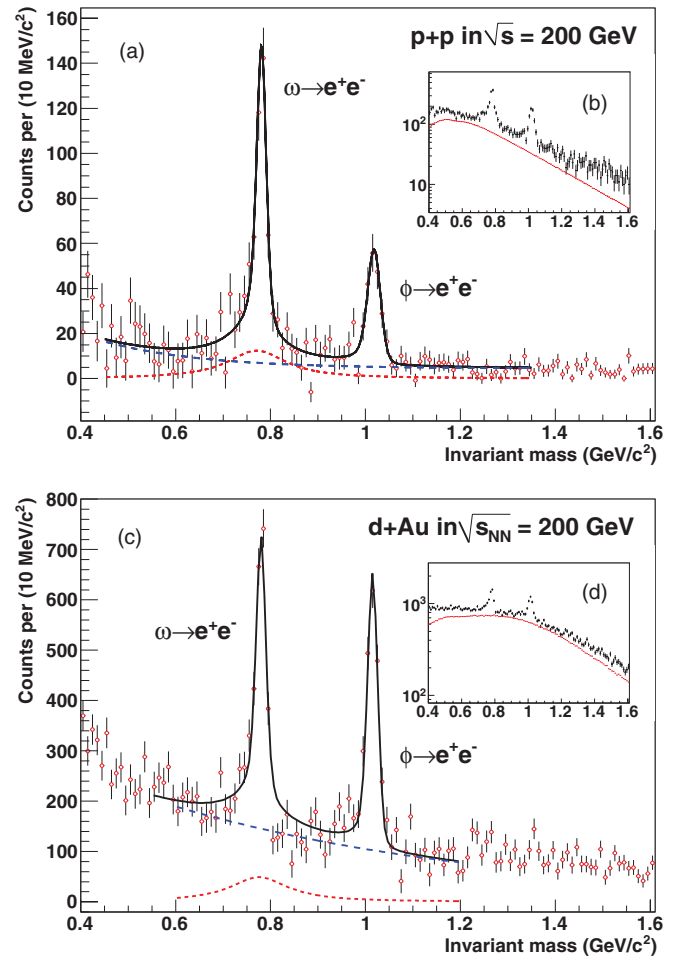 (a)
p+p in √s = 200 GeV
Counts per (10 MeV/c²)
160
140
120
100
80
60
40
20
0
ω→e⁺e⁻
ϕ→e⁺e⁻
(b)
10²
10
0.4 0.6 0.8 1 1.2 1.4 1.6
0.4 0.6 0.8 1 1.2 1.4 1.6
Invariant mass (GeV/c²)
(c)
d+Au in √sNN = 200 GeV
Counts per (10 MeV/c²)
800
700
600
500
400
300
200
100
0
ω→e⁺e⁻
ϕ→e⁺e⁻
(d)
10³
10²
0.4 0.6 0.8 1 1.2 1.4 1.6
0.4 0.6 0.8 1 1.2 1.4 1.6
Invariant mass (GeV/c²)